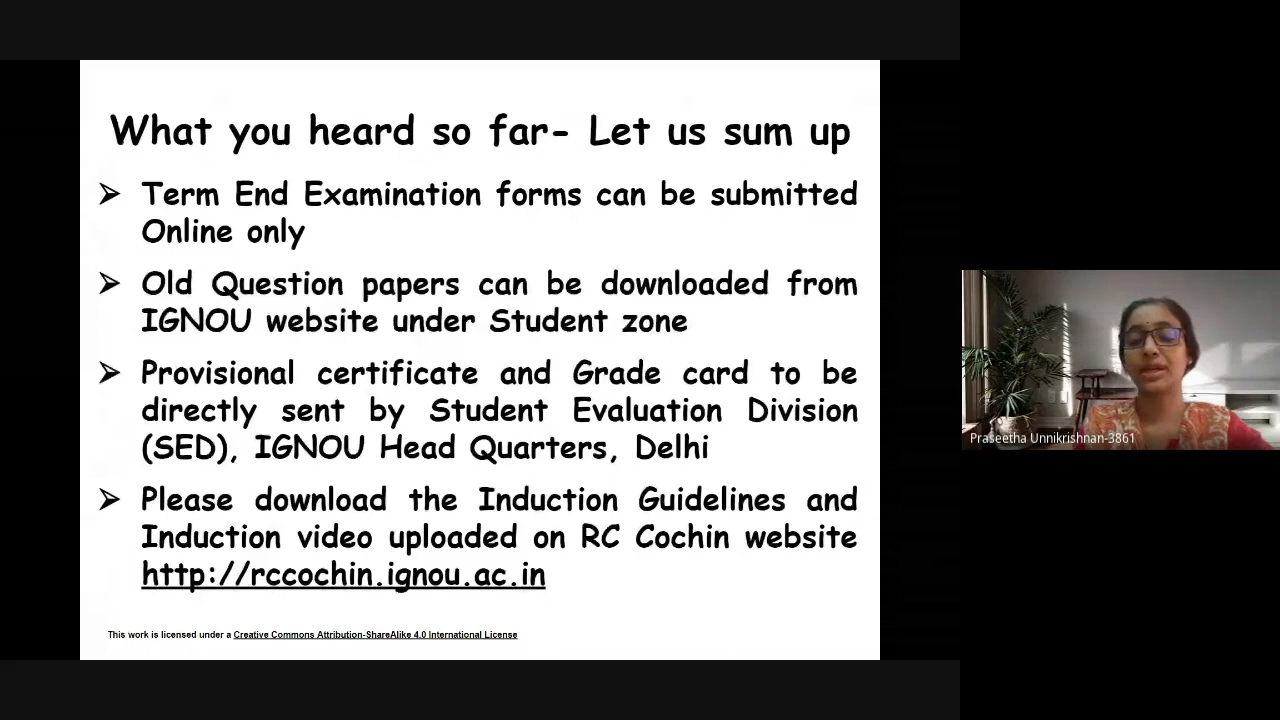 What you heard so far- Let us sum up
➢ Term End Examination forms can be submitted
Online only
➢ Old Question papers can be downloaded from
IGNOU website under Student zone
➢ Provisional certificate and Grade card to be
directly sent by Student Evaluation Division
(SED), IGNOU Head Quarters, Delhi
➢ Please download the Induction Guidelines and
Induction video uploaded on RC Cochin website
http://rccochin.ignou.ac.in
This work is licensed under a Creative Commons Attribution-ShareAlike 4.0 International License
Praseetha Unnikrishnan-3861